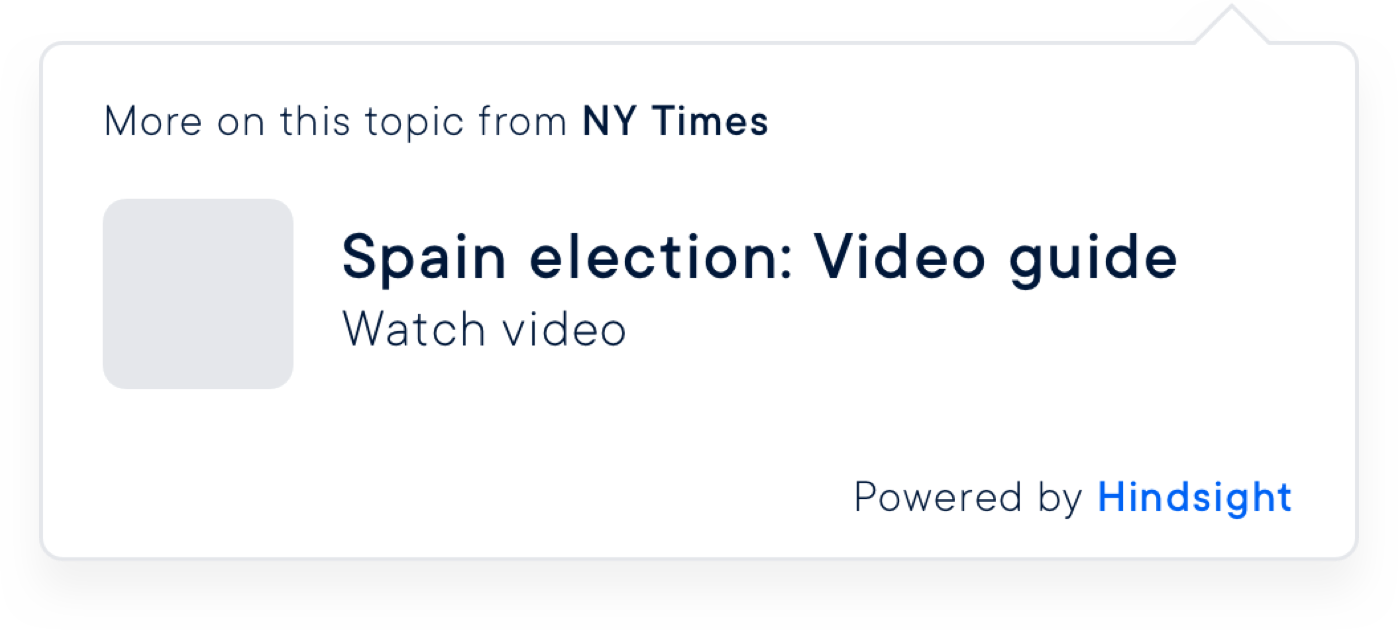 More on this topic from NY Times
Spain election: Video guide
Watch video
Powered by Hindsight